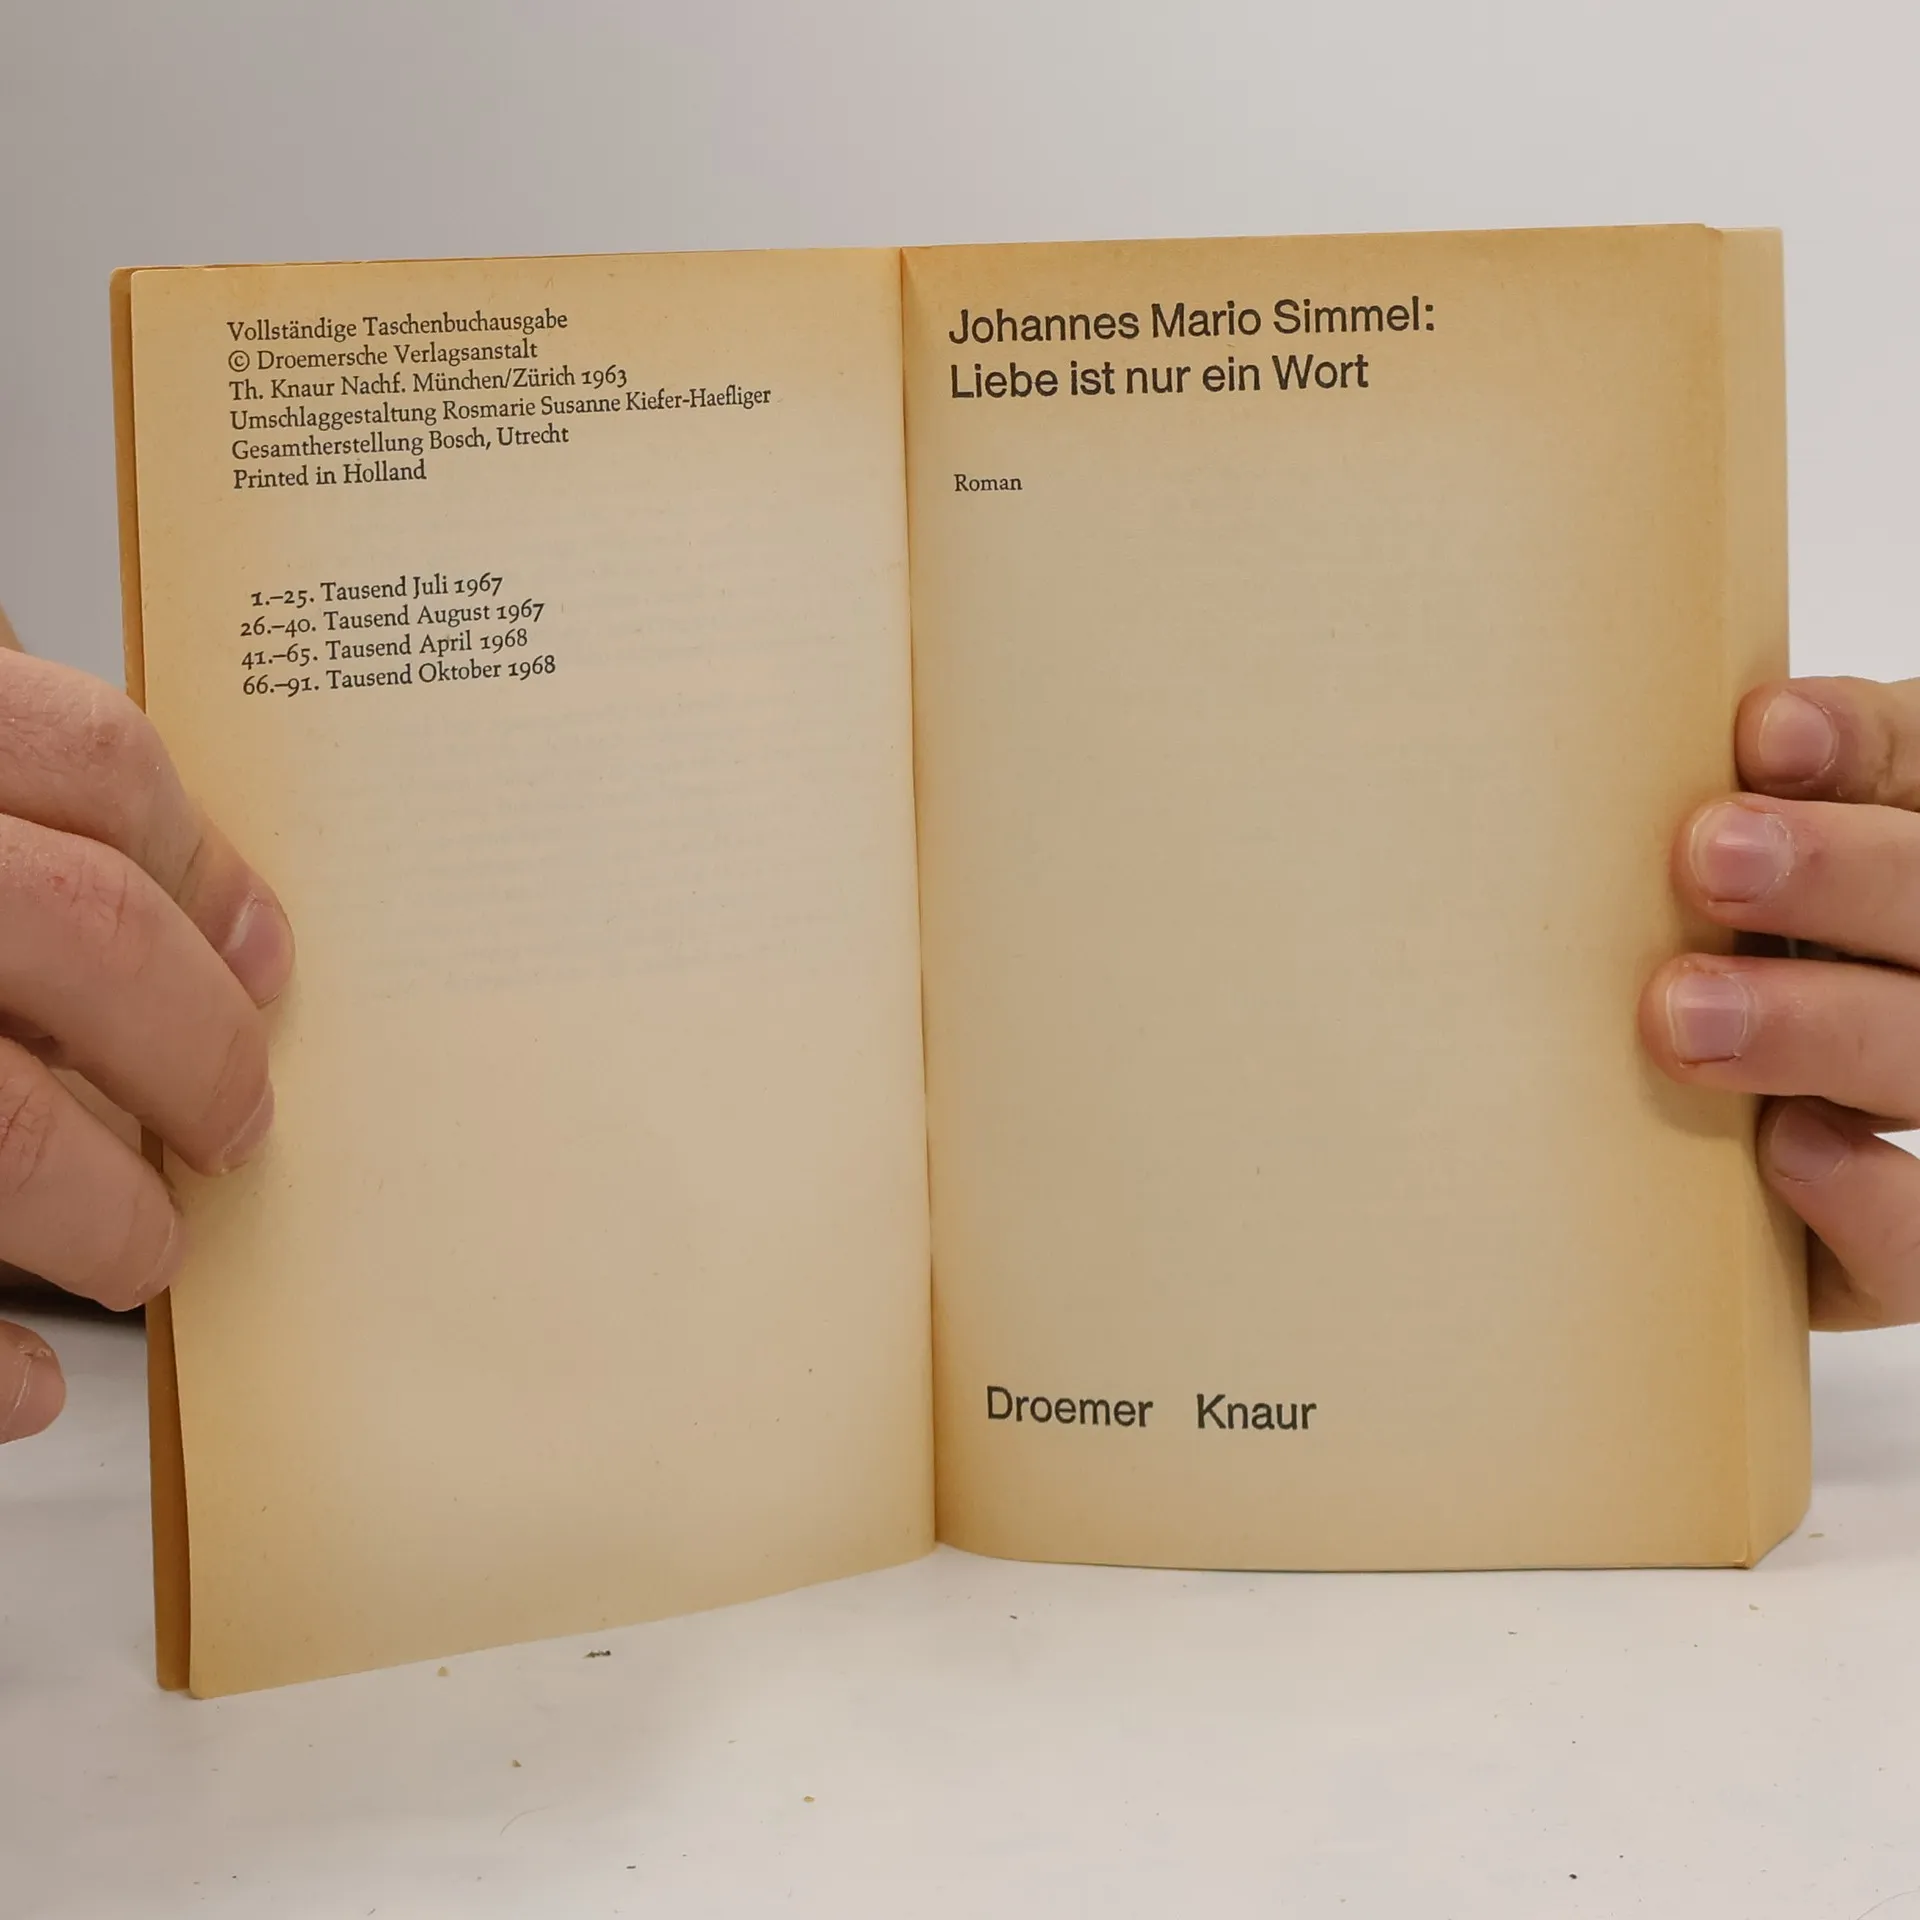 Vollständige Taschenbuchausgabe
© Droemersche Verlagsanstalt
Th. Knaur Nachf. München/Zürich 1963
Umschlaggestaltung Rosmarie Susanne Kiefer-Haefliger
Gesamtherstellung Bosch, Utrecht
Printed in Holland
1.–25. Tausend Juli 1967
26.–40. Tausend August 1967
41.–65. Tausend April 1968
66.–91. Tausend Oktober 1968
Johannes Mario Simmel:
Liebe ist nur ein Wort
Roman
Droemer Knaur